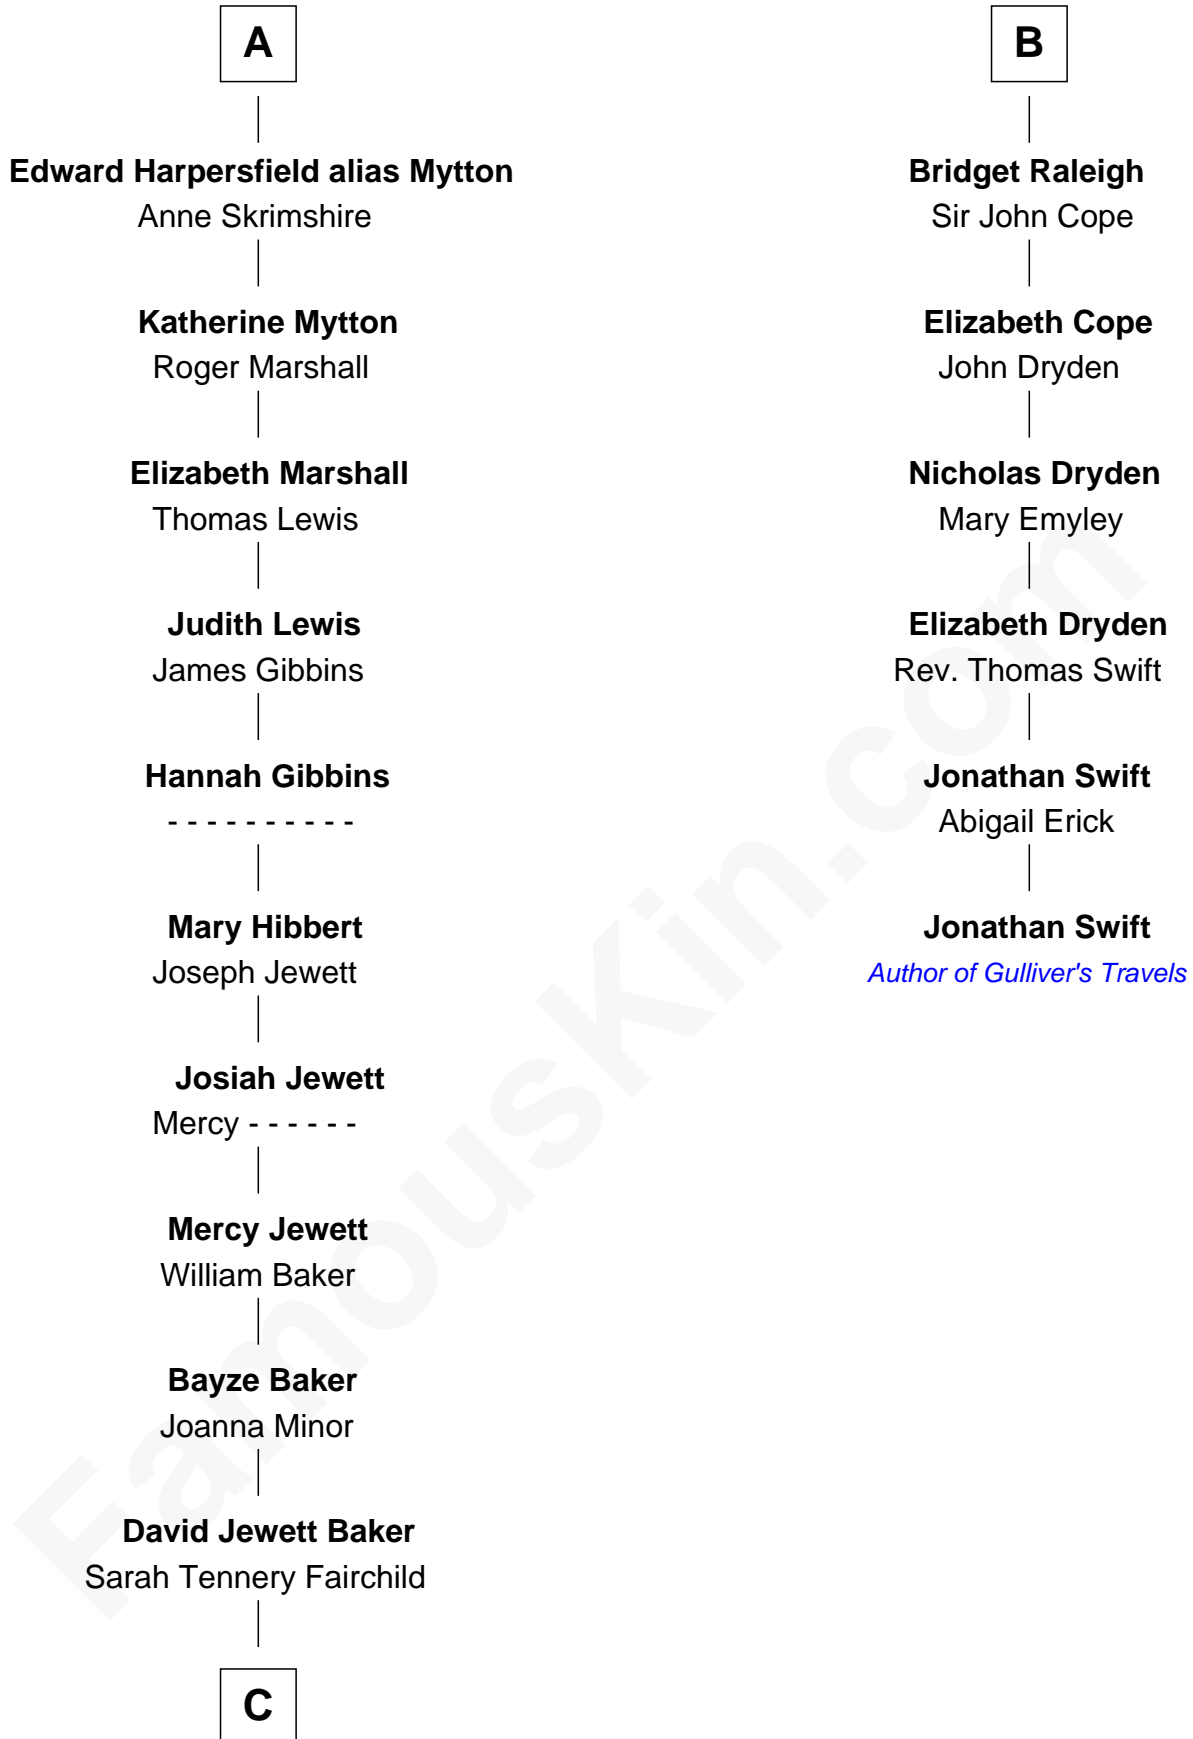 A
Edward Harpersfield alias Mytton
Anne Skrimshire
Katherine Mytton
Roger Marshall
Elizabeth Marshall
Thomas Lewis
Judith Lewis
James Gibbins
Hannah Gibbins
- - - - - - - - - -
Mary Hibbert
Joseph Jewett
Josiah Jewett
Mercy - - - - - -
Mercy Jewett
William Baker
Bayze Baker
Joanna Minor
David Jewett Baker
Sarah Tennery Fairchild
C
B
Bridget Raleigh
Sir John Cope
Elizabeth Cope
John Dryden
Nicholas Dryden
Mary Emyley
Elizabeth Dryden
Rev. Thomas Swift
Jonathan Swift
Abigail Erick
Jonathan Swift
Author of Gulliver's Travels
FamousKin.com